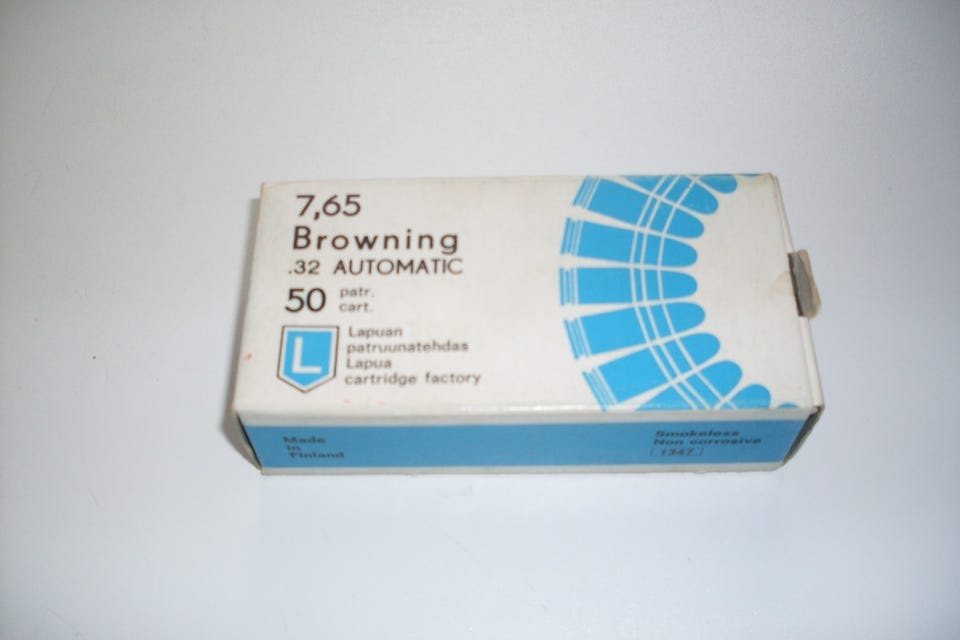 7,65
Browning
.32 AUTOMATIC
50 patr.
cart.
L
Lapuan
patruunatehdas
Lapua
cartridge factory
Made
in
Finland
Smokeless
Non corrosive
1347